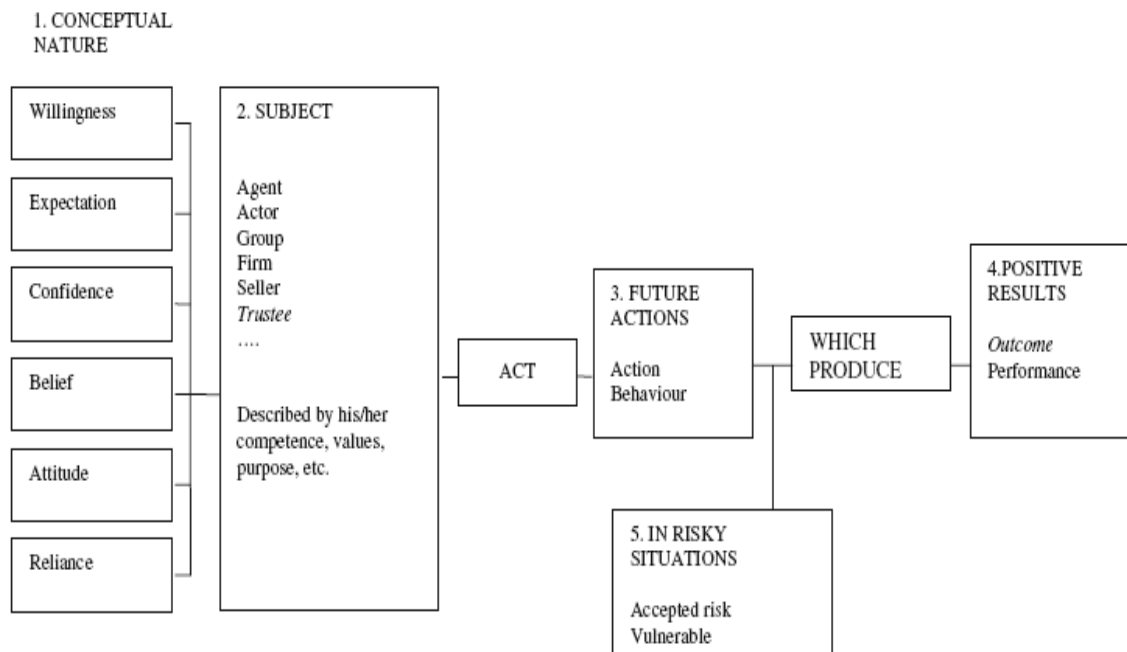 1. CONCEPTUAL
NATURE
Willingness
Expectation
Confidence
Belief
Attitude
Reliance
2. SUBJECT
Agent
Actor
Group
Firm
Seller
Trustee
….
Described by his/her
competence, values,
purpose, etc.
ACT
3. FUTURE
ACTIONS
Action
Behaviour
WHICH
PRODUCE
4.POSITIVE
RESULTS
Outcome
Performance
5. IN RISKY
SITUATIONS
Accepted risk
Vulnerable